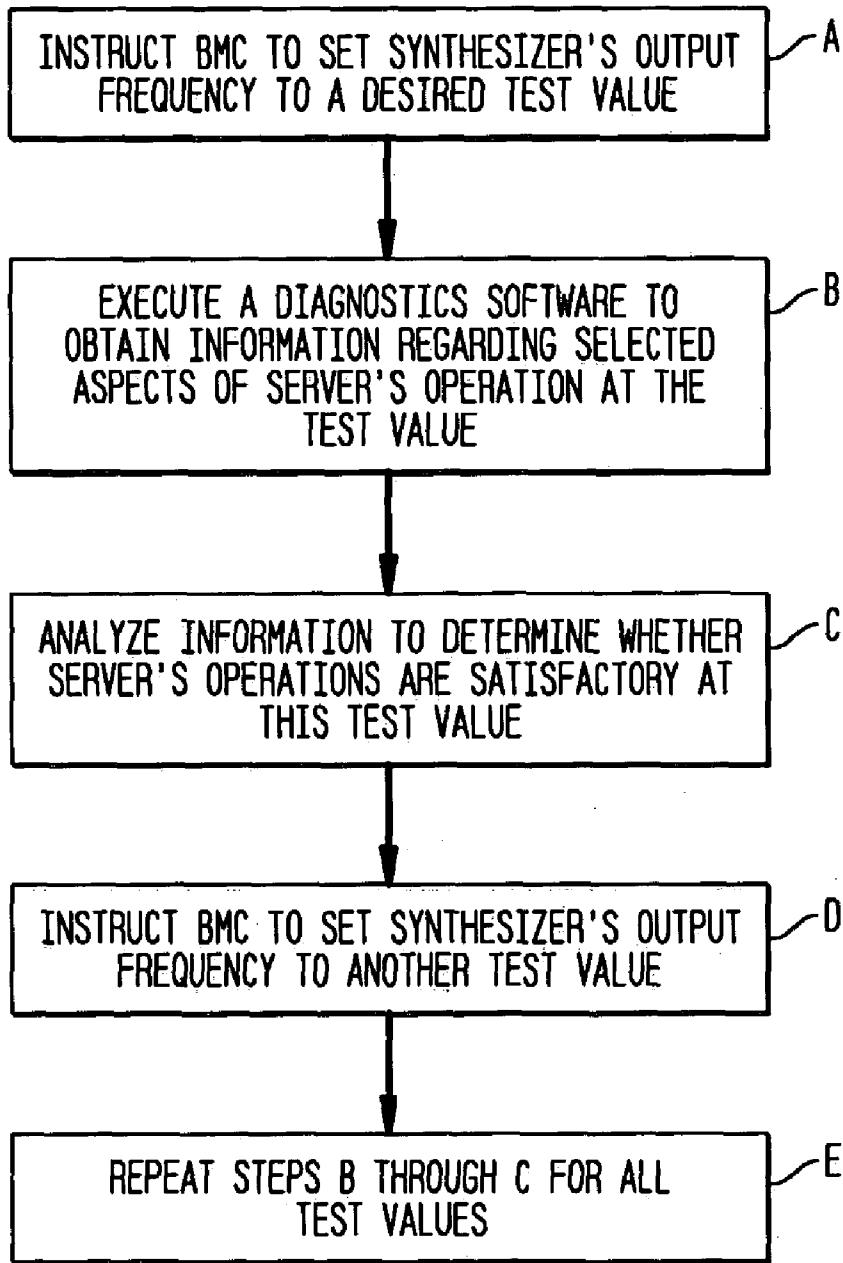 INSTRUCT BMC TO SET SYNTHESIZER'S OUTPUT
FREQUENCY TO A DESIRED TEST VALUE
A
EXECUTE A DIAGNOSTICS SOFTWARE TO
OBTAIN INFORMATION REGARDING SELECTED
ASPECTS OF SERVER'S OPERATION AT THE
TEST VALUE
B
ANALYZE INFORMATION TO DETERMINE WHETHER
SERVER'S OPERATIONS ARE SATISFACTORY AT
THIS TEST VALUE
C
INSTRUCT BMC TO SET SYNTHESIZER'S OUTPUT
FREQUENCY TO ANOTHER TEST VALUE
D
REPEAT STEPS B THROUGH C FOR ALL
TEST VALUES
E